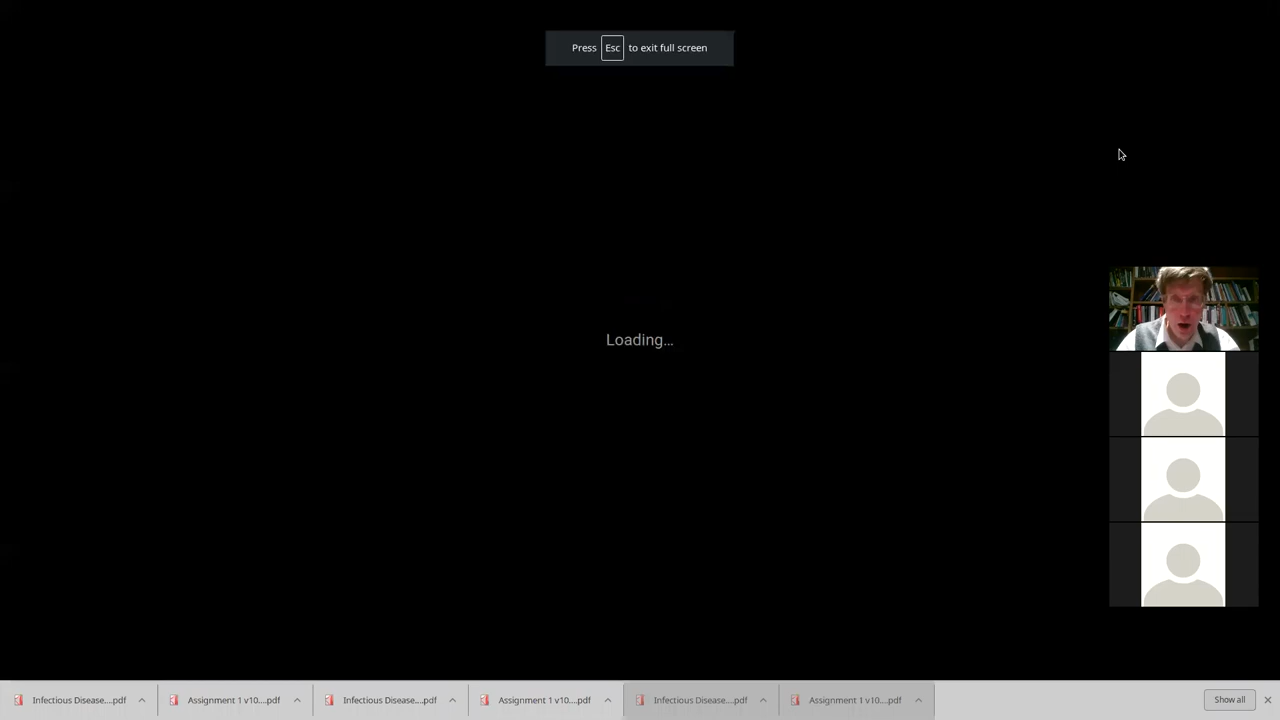 Press Esc to exit full screen
Loading...
Infectious Disease....pdf
Assignment 1 v10....pdf
Infectious Disease....pdf
Assignment 1 v10....pdf
Infectious Disease....pdf
Assignment 1 v10....pdf
Show all